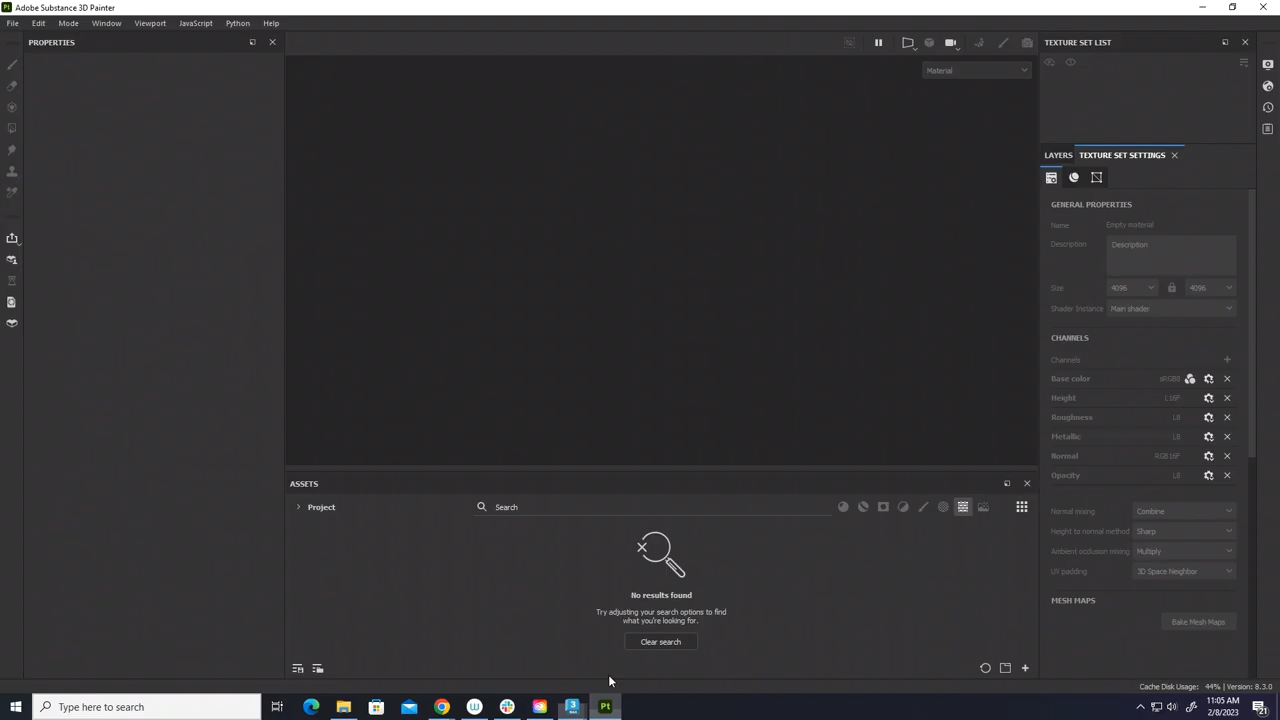 Pt Adobe Substance 3D Painter
File Edit Mode Window Viewport JavaScript Python Help
PROPERTIES
Material
TEXTURE SET LIST
LAYERS TEXTURE SET SETTINGS
GENERAL PROPERTIES
Name Empty material
Description Description
Size 4096 4096
Shader Instance Main shader
CHANNELS
Channels
Base color sRGB8
Height L16F
Roughness L8
Metallic L8
Normal RGB16F
Opacity L8
Normal mixing: Combine
Height to normal method: Sharp
Ambient occlusion mixing: Multiply
UV padding: 3D Space Neighbor
MESH MAPS
Bake Mesh Maps
ASSETS
Project
Search
No results found
Try adjusting your search options to find
what you're looking for.
Clear search
Cache Disk Usage: 44% | Version: 8.3.0
Type here to search
3
Pt
11:05 AM
2/8/2023
21